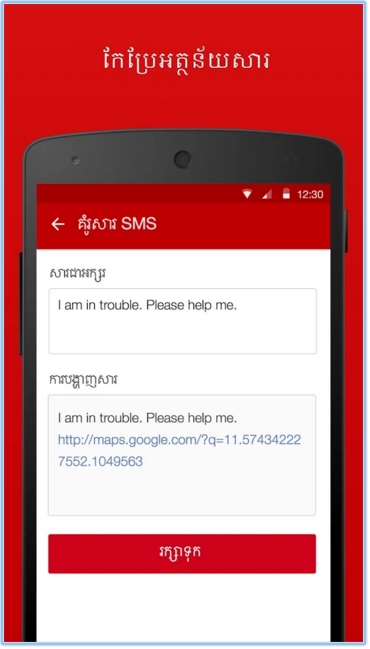 កែប្រែអត្ថន័យសារ
12:30
គំរូសារ SMS
សារជាអក្សរ
I am in trouble. Please help me.
ការបង្ហាញសារ
I am in trouble. Please help me.
http://maps.google.com/?q=11.57434222
7552.1049563
រក្សាទុក